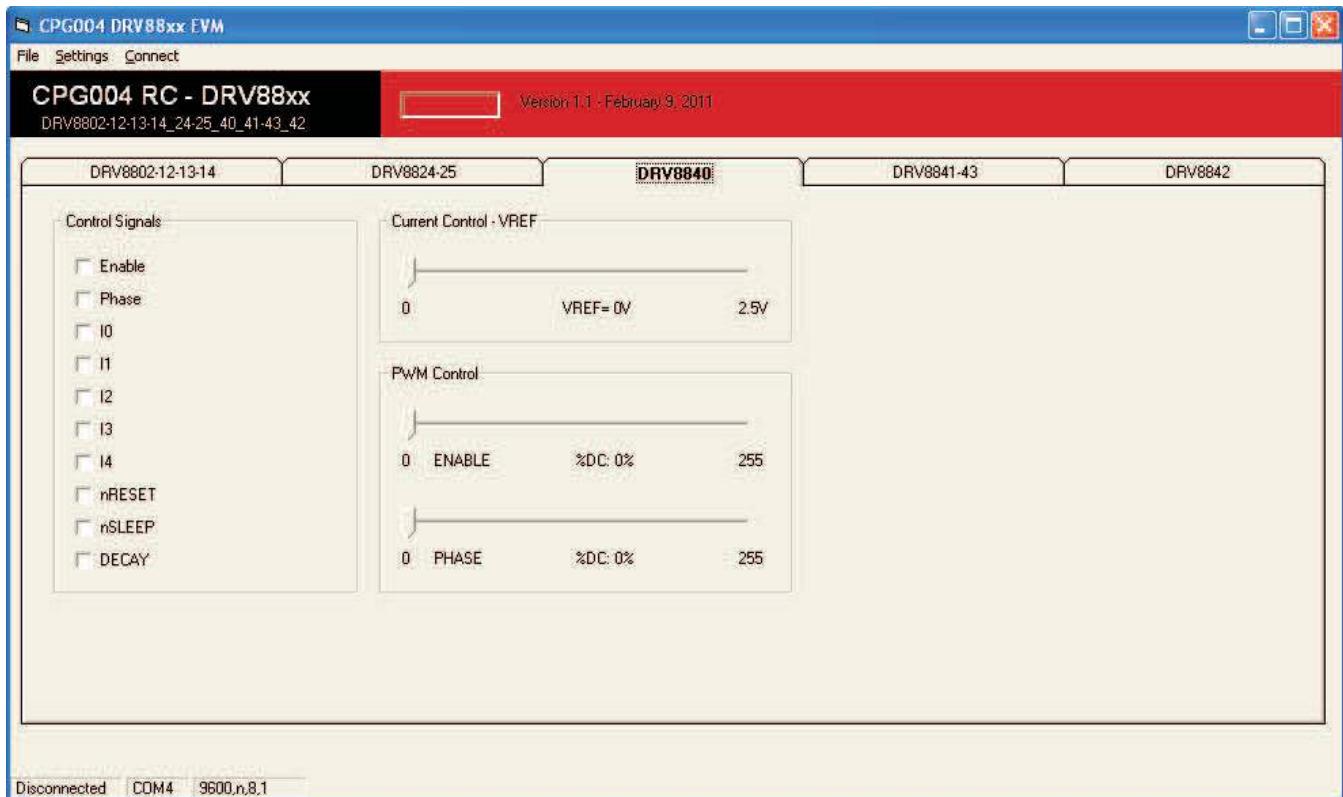 CPG004 DRV88xx EVM
File Settings Connect
CPG004 RC - DRV88xx
DRV8802-12-13-14_24-25_40_41-43_42
Version 1.1 - February 9, 2011
DRV8802-12-13-14
DRV8824-25
DRV8840
DRV8841-43
DRV8842
Control Signals
Enable
Phase
I0
I1
I2
I3
I4
nRESET
nSLEEP
DECAY
Current Control - VREF
0 VREF= 0V 2.5V
PWM Control
0 ENABLE %DC: 0% 255
0 PHASE %DC: 0% 255
Disconnected COM4 9600,n,8,1